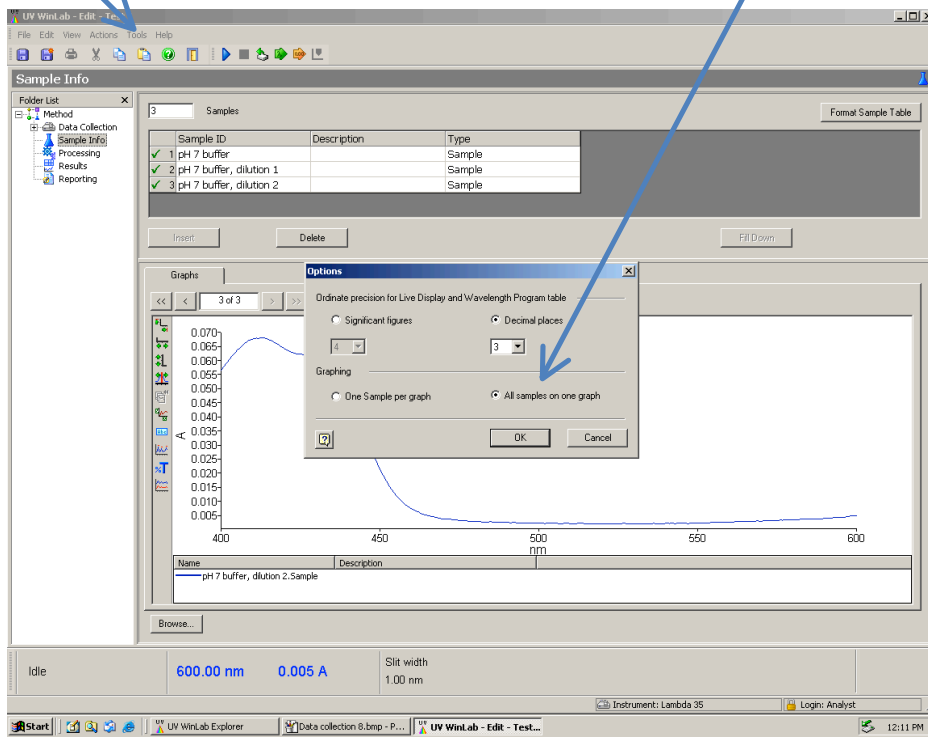 UV WinLab - Edit - Te
File Edit View Actions Tools Help
Sample Info
Folder List X
Method
Data Collection
Sample Info
Processing
Results
Reporting
3 Samples
Format Sample Table
Sample ID Description Type
1 pH 7 buffer Sample
2 pH 7 buffer, dilution 1 Sample
3 pH 7 buffer, dilution 2 Sample
Insert Delete Fill Down
Graphs
<< < 3 of 3 > >>
Options
Ordinate precision for Live Display and Wavelength Program table
Significant figures Decimal places
4 3
Graphing
One Sample per graph All samples on one graph
OK Cancel
%T
A
0.070
0.065
0.060
0.055
0.050
0.045
0.040
0.035
0.030
0.025
0.020
0.015
0.010
0.005
400 450 500 550 600
nm
Name Description
pH 7 buffer, dilution 2.Sample
Browse...
Idle 600.00 nm 0.005 A
Slit width
1.00 nm
Instrument: Lambda 35 Login: Analyst
Start UV WinLab Explorer Data collection 8.bmp - P... UV WinLab - Edit - Test... 12:11 PM